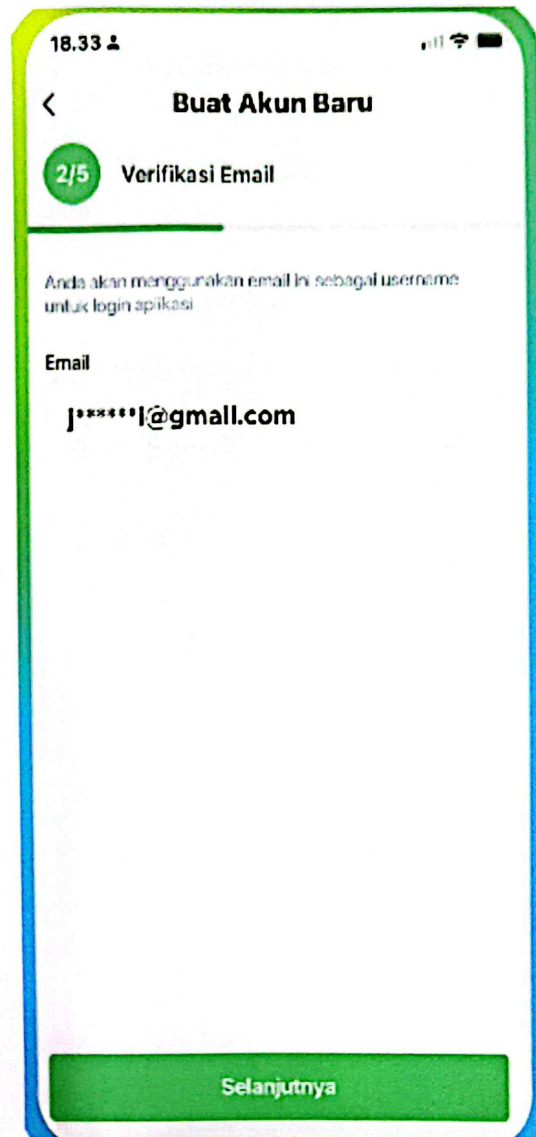 18.33
Buat Akun Baru
2/5 Verifikasi Email
Anda akan menggunakan email ini sebagai username
untuk login aplikasi
Email
j******l@gmail.com
Selanjutnya